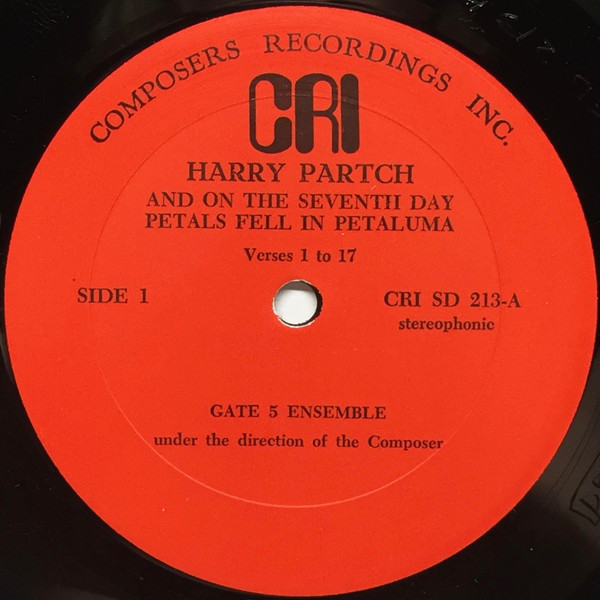 COMPOSERS RECORDINGS INC.
CRI
HARRY PARTCH
AND ON THE SEVENTH DAY
PETALS FELL IN PETALUMA
Verses 1 to 17
SIDE 1
CRI SD 213-A
stereophonic
GATE 5 ENSEMBLE
under the direction of the Composer